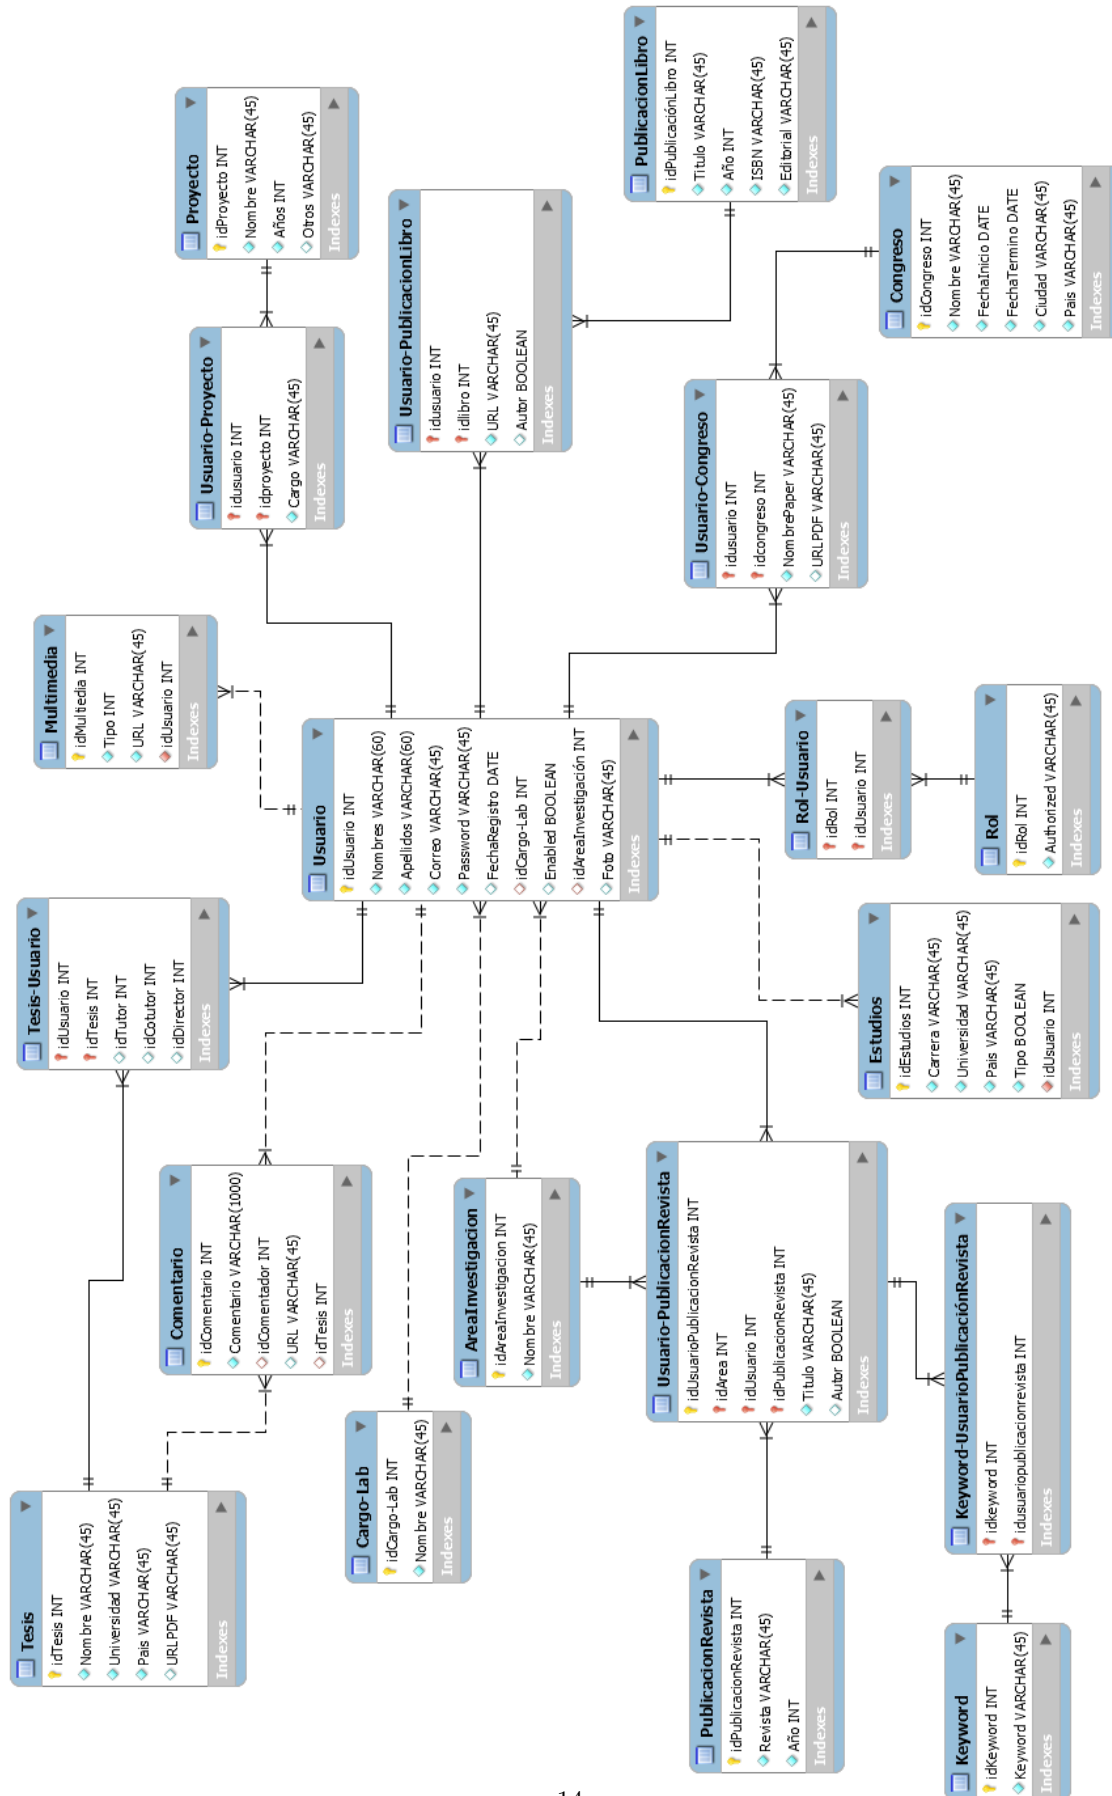 Tesis
idTesis INT
Nombre VARCHAR(45)
Universidad VARCHAR(45)
Pais VARCHAR(45)
URLPDF VARCHAR(45)
Indexes
Tesis-Usuario
idUsuario INT
idTesis INT
idTutor INT
idCotutor INT
idDirector INT
Indexes
Multimedia
idMultiedia INT
Tipo INT
URL VARCHAR(45)
idUsuario INT
Indexes
Proyecto
idProyecto INT
Nombre VARCHAR(45)
Años INT
Otros VARCHAR(45)
Indexes
Comentario
idComentario INT
Comentario VARCHAR(1000)
idComentador INT
URL VARCHAR(45)
idTesis INT
Indexes
Usuario-Proyecto
idusuario INT
idproyecto INT
Cargo VARCHAR(45)
Indexes
Cargo-Lab
idCargo-Lab INT
Nombre VARCHAR(45)
Indexes
Usuario
idUsuario INT
Nombres VARCHAR(60)
Apellidos VARCHAR(60)
Correo VARCHAR(45)
Password VARCHAR(45)
FechaRegistro DATE
idCargo-Lab INT
Enabled BOOLEAN
idAreaInvestigación INT
Foto VARCHAR(45)
Indexes
Usuario-PublicacionLibro
idusuario INT
idlibro INT
URL VARCHAR(45)
Autor BOOLEAN
Indexes
AreaInvestigacion
idAreaInvestigacion INT
Nombre VARCHAR(45)
Indexes
PublicacionLibro
idPublicaciónLibro INT
Titulo VARCHAR(45)
Año INT
ISBN VARCHAR(45)
Editorial VARCHAR(45)
Indexes
Usuario-PublicacionRevista
idUsuarioPublicacionRevista INT
idArea INT
idUsuario INT
idPublicacionRevista INT
Titulo VARCHAR(45)
Autor BOOLEAN
Indexes
Usuario-Congreso
idusuario INT
idcongreso INT
NombrePaper VARCHAR(45)
URLPDF VARCHAR(45)
Indexes
PublicacionRevista
idPublicacionRevista INT
Revista VARCHAR(45)
Año INT
Indexes
Rol-Usuario
idRol INT
idUsuario INT
Indexes
Estudios
idEstudios INT
Carrera VARCHAR(45)
Universidad VARCHAR(45)
Pais VARCHAR(45)
Tipo BOOLEAN
idUsuario INT
Indexes
Congreso
idCongreso INT
Nombre VARCHAR(45)
FechaInicio DATE
FechaTermino DATE
Ciudad VARCHAR(45)
Pais VARCHAR(45)
Indexes
Keyword
idKeyword INT
Keyword VARCHAR(45)
Indexes
Keyword-UsuarioPublicaciónRevista
idkeyword INT
idusuariopublicacionrevista INT
Indexes
Rol
idRol INT
Authorized VARCHAR(45)
Indexes
14